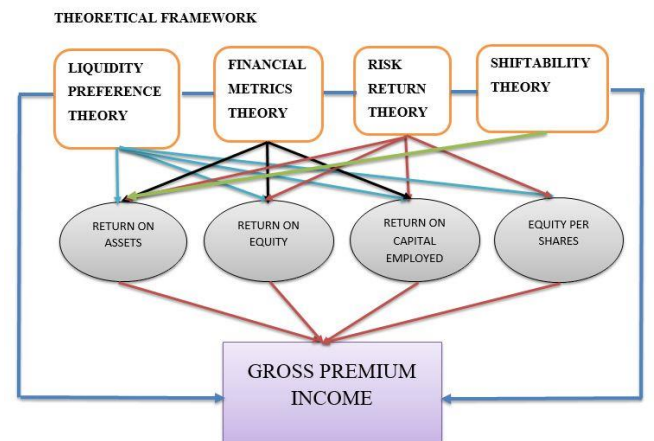 THEORETICAL FRAMEWORK
LIQUIDITY
PREFERENCE
THEORY
FINANCIAL
METRICS
THEORY
RISK
RETURN
THEORY
SHIFTABILITY
THEORY
RETURN ON
ASSETS
RETURN ON
EQUITY
RETURN ON
CAPITAL
EMPLOYED
EQUITY PER
SHARES
GROSS PREMIUM
INCOME